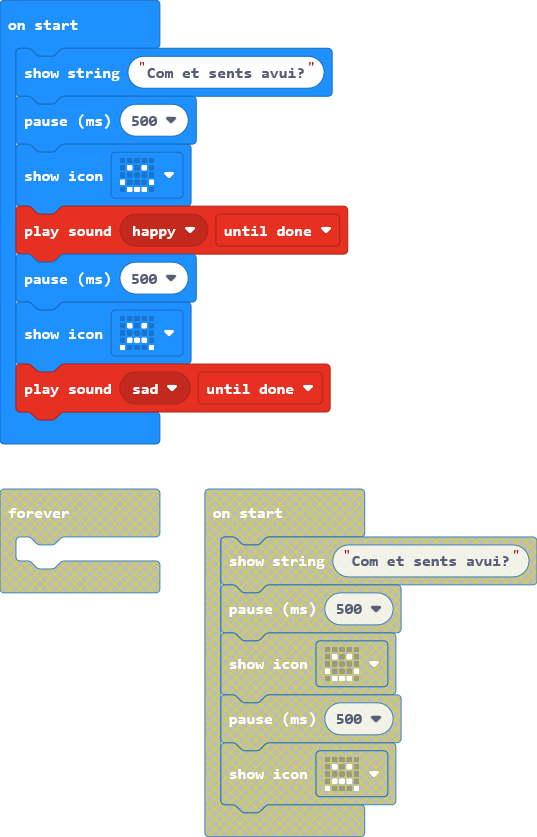 on start
show string "Com et sents avui?"
pause (ms) 500
show icon
play sound happy until done
pause (ms) 500
show icon
play sound sad until done
forever
on start
show string "Com et sents avui?"
pause (ms) 500
show icon
pause (ms) 500
show icon